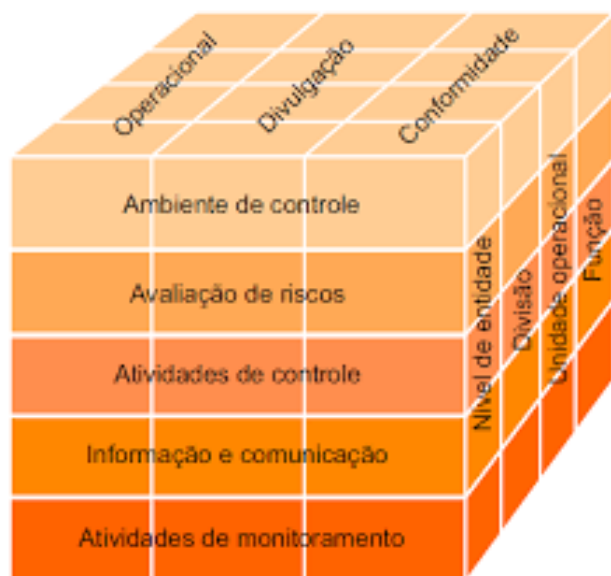 Operacional
Divulgação
Conformidade
Ambiente de controle
Avaliação de riscos
Atividades de controle
Informação e comunicação
Atividades de monitoramento
Nível de entidade
Divisão
Unidade operacional
Função